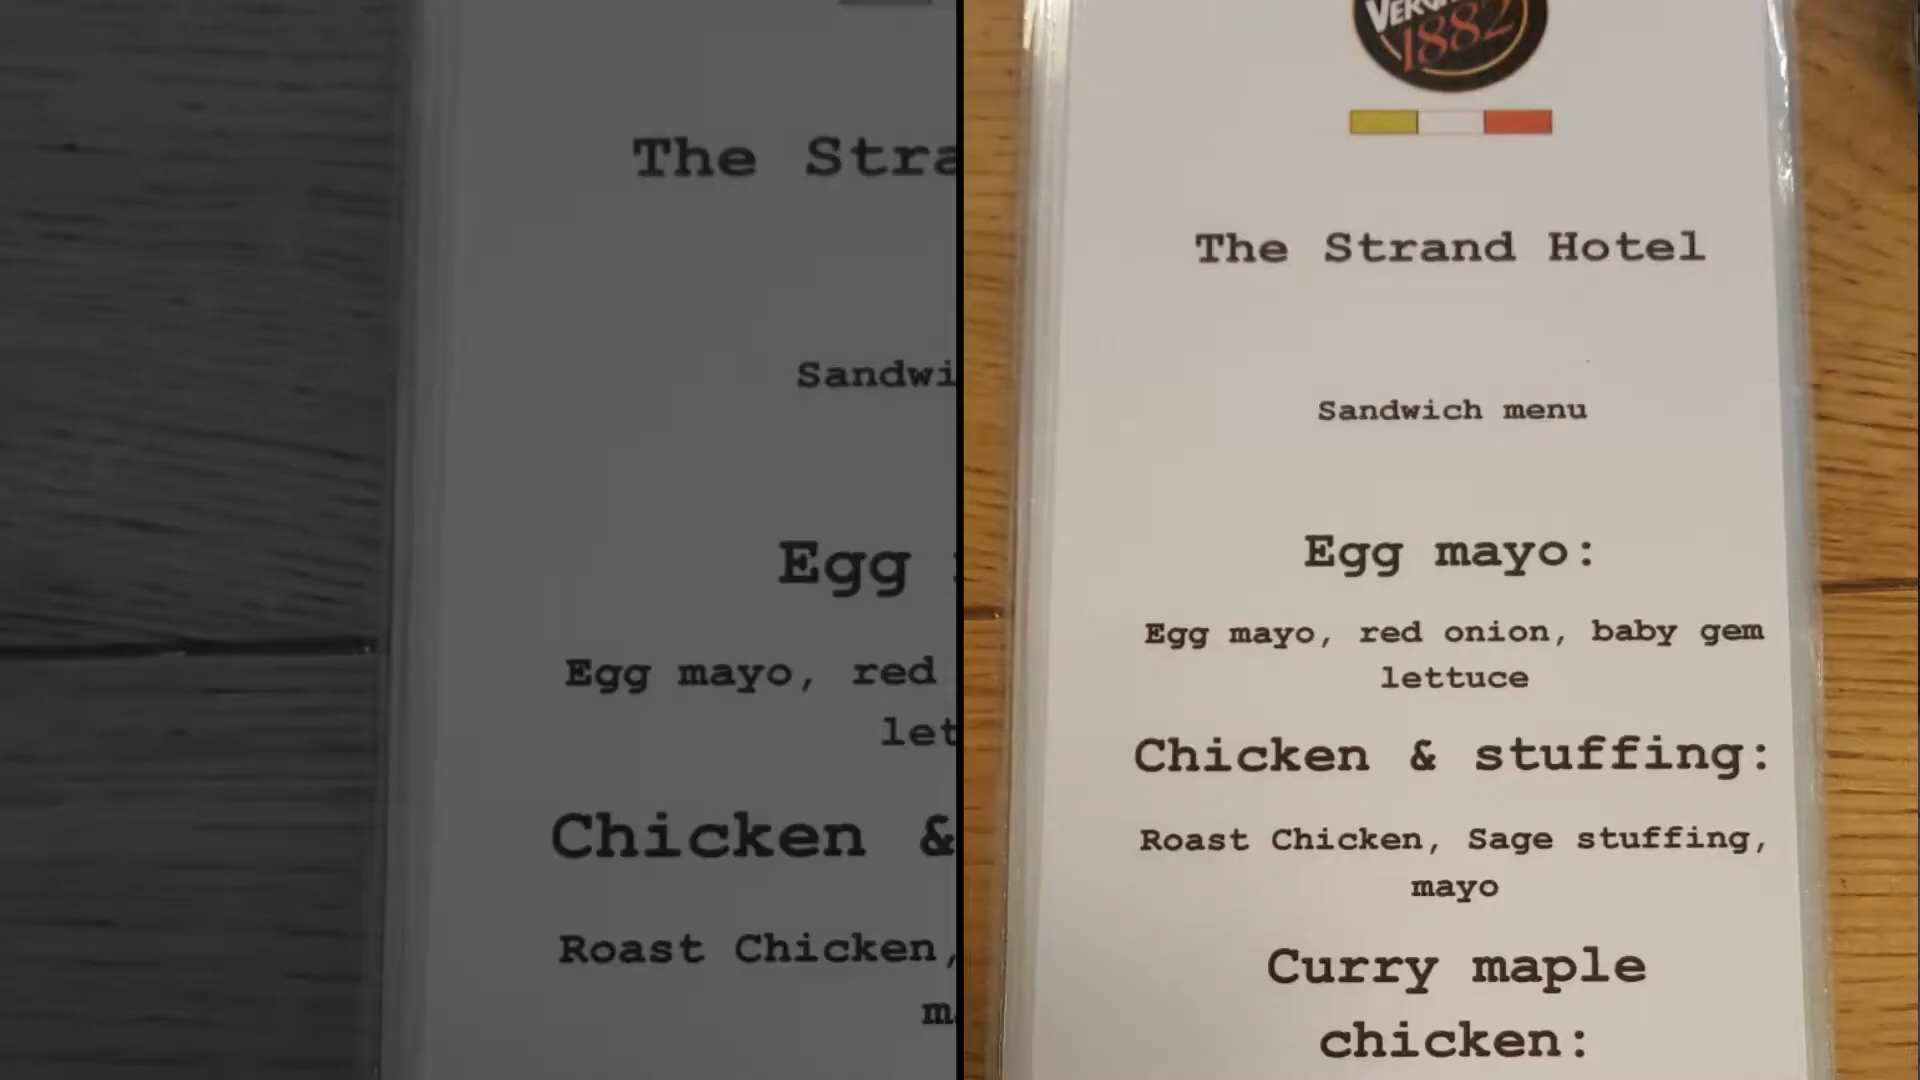 The Stra
Sandwi
Egg
Egg mayo, red
let
Chicken &
Roast Chicken,
m
1882
The Strand Hotel
Sandwich menu
Egg mayo:
Egg mayo, red onion, baby gem
lettuce
Chicken & stuffing:
Roast Chicken, Sage stuffing,
mayo
Curry maple
chicken: